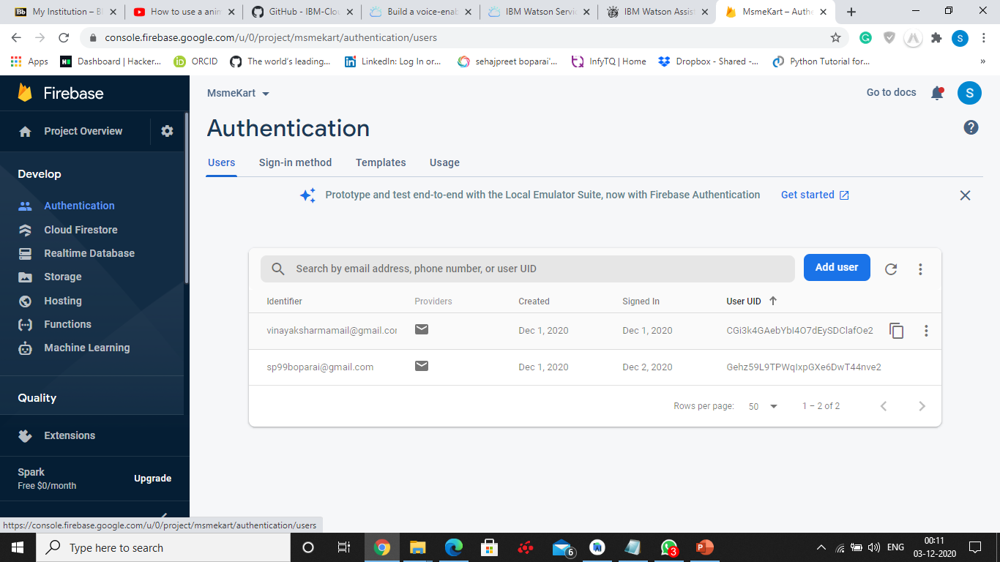 My Institution – Bl
How to use a anim
GitHub - IBM-Clou
Build a voice-enab
IBM Watson Servic
IBM Watson Assist
MsmeKart – Authe
console.firebase.google.com/u/0/project/msmekart/authentication/users
S
Apps
Dashboard | Hacker...
ORCID
The world's leading...
LinkedIn: Log In or...
sehajpreet boparai'...
InfyTQ | Home
Dropbox - Shared -...
Python Tutorial for...
»
Firebase
MsmeKart
Go to docs
S
Project Overview
Authentication
Users
Sign-in method
Templates
Usage
Develop
Authentication
Cloud Firestore
Realtime Database
Storage
Hosting
Functions
Machine Learning
Quality
Extensions
Spark
Free $0/month
Upgrade
Prototype and test end-to-end with the Local Emulator Suite, now with Firebase Authentication
Get started
Search by email address, phone number, or user UID
Add user
Identifier
Providers
Created
Signed In
User UID
vinayaksharmamail@gmail.cor
Dec 1, 2020
Dec 1, 2020
CGi3k4GAebYbI4O7dEySDClafOe2
sp99boparai@gmail.com
Dec 1, 2020
Dec 2, 2020
Gehz59L9TPWqIxpGXe6DwT44nve2
Rows per page:
50
1 – 2 of 2
https://console.firebase.google.com/u/0/project/msmekart/authentication/users
Type here to search
6
3
ENG
00:11
03-12-2020